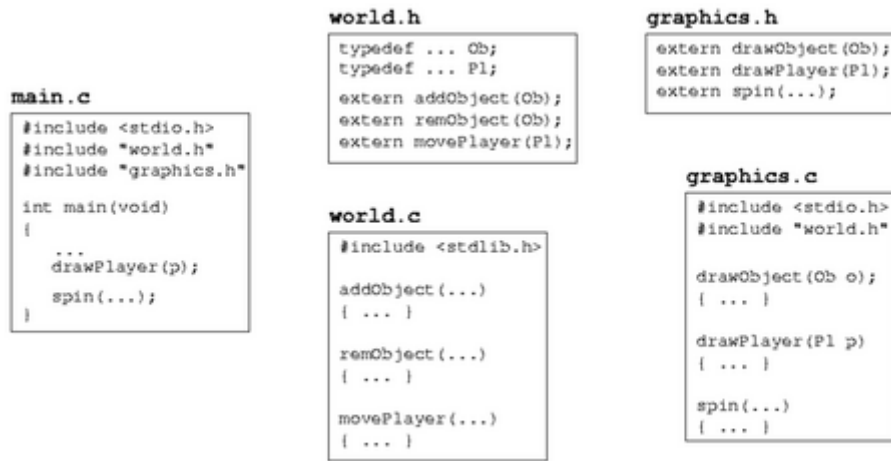 main.c
#include <stdio.h>
#include "world.h"
#include "graphics.h"
int main(void)
{
...
drawPlayer(p);
spin(...);
}
world.h
typedef ... Ob;
typedef ... Pl;
extern addObject(Ob);
extern remObject(Ob);
extern movePlayer(Pl);
world.c
#include <stdlib.h>
addObject(...)
{ ... }
remObject(...)
{ ... }
movePlayer(...)
{ ... }
graphics.h
extern drawObject(Ob);
extern drawPlayer(Pl);
extern spin(...);
graphics.c
#include <stdio.h>
#include "world.h"
drawObject(Ob o);
{ ... }
drawPlayer(Pl p)
{ ... }
spin(...)
{ ... }